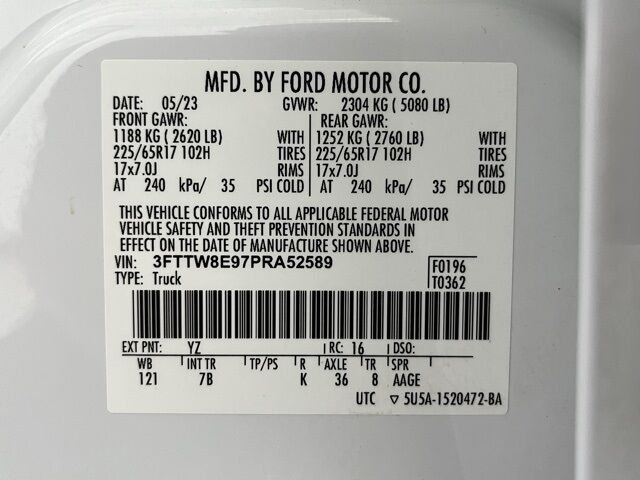 MFD. BY FORD MOTOR CO.
DATE: 05/23 GVWR: 2304 KG ( 5080 LB)
FRONT GAWR: REAR GAWR:
1188 KG ( 2620 LB) WITH 1252 KG ( 2760 LB) WITH
225/65R17 102H TIRES 225/65R17 102H TIRES
17x7.0J RIMS 17x7.0J RIMS
AT 240 kPa/ 35 PSI COLD AT 240 kPa/ 35 PSI COLD
THIS VEHICLE CONFORMS TO ALL APPLICABLE FEDERAL MOTOR
VEHICLE SAFETY AND THEFT PREVENTION STANDARDS IN
EFFECT ON THE DATE OF MANUFACTURE SHOWN ABOVE.
VIN: 3FTTW8E97PRA52589 F0196
TYPE: Truck T0362
EXT PNT: YZ RC: 16 DSO:
WB INT TR TP/PS R AXLE TR SPR
121 7B K 36 8 AAGE
UTC ▽ 5U5A-1520472-BA